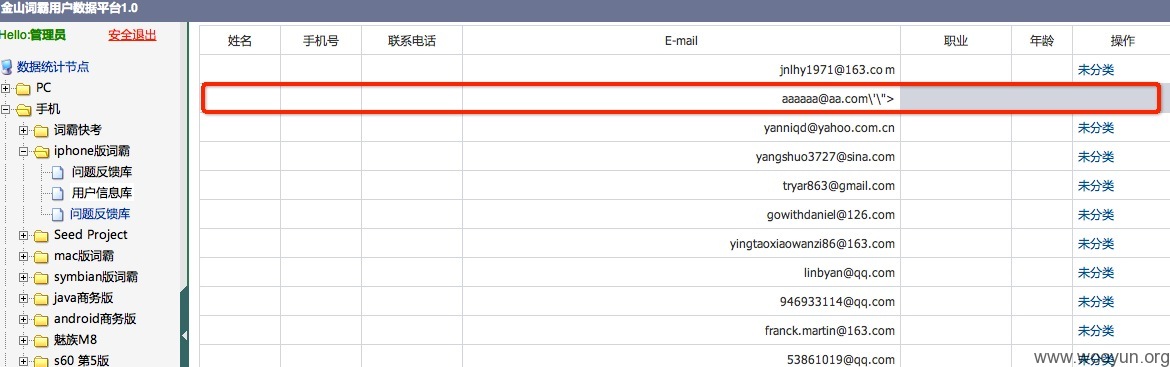 金山词霸用户数据平台1.0
Hello:管理员 安全退出
数据统计节点
PC
手机
词霸快考
iphone版词霸
问题反馈库
用户信息库
问题反馈库
Seed Project
mac版词霸
symbian版词霸
java商务版
android商务版
魅族M8
s60 第5版
姓名 手机号 联系电话 E-mail 职业 年龄 操作
jnlhy1971@163.com 未分类
aaaaaa@aa.com\'\">
yanniqd@yahoo.com.cn 未分类
yangshuo3727@sina.com 未分类
tryar863@gmail.com 未分类
gowithdaniel@126.com 未分类
yingtaoxiaowanzi86@163.com 未分类
linbyan@qq.com 未分类
946933114@qq.com 未分类
franck.martin@163.com 未分类
53861019@qq.com 未分类
www.wooyun.org